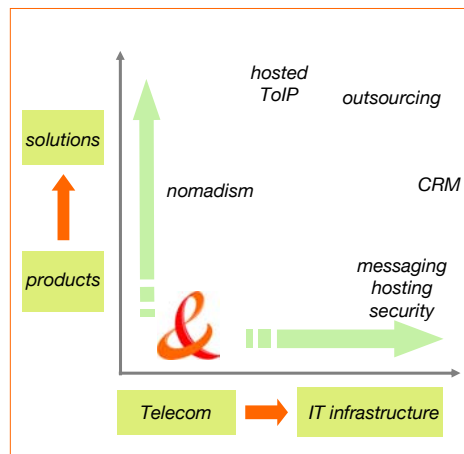 hosted
ToIP
outsourcing
solutions
nomadism
CRM
products
messaging
hosting
security
&
Telecom
IT infrastructure